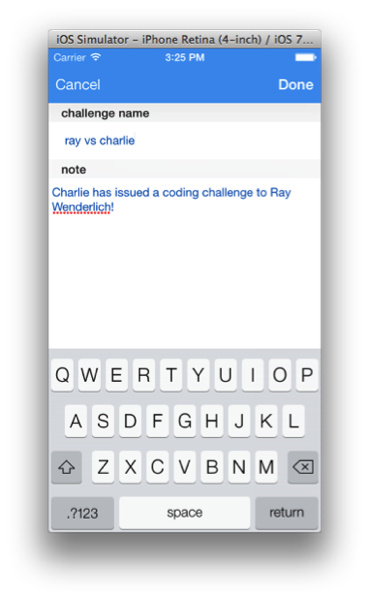 iOS Simulator – iPhone Retina (4-inch) / iOS 7...
Carrier 3:25 PM
Cancel Done
challenge name
ray vs charlie
note
Charlie has issued a coding challenge to Ray
Wenderlich!
Q W E R T Y U I O P
A S D F G H J K L
Z X C V B N M
.?123 space return